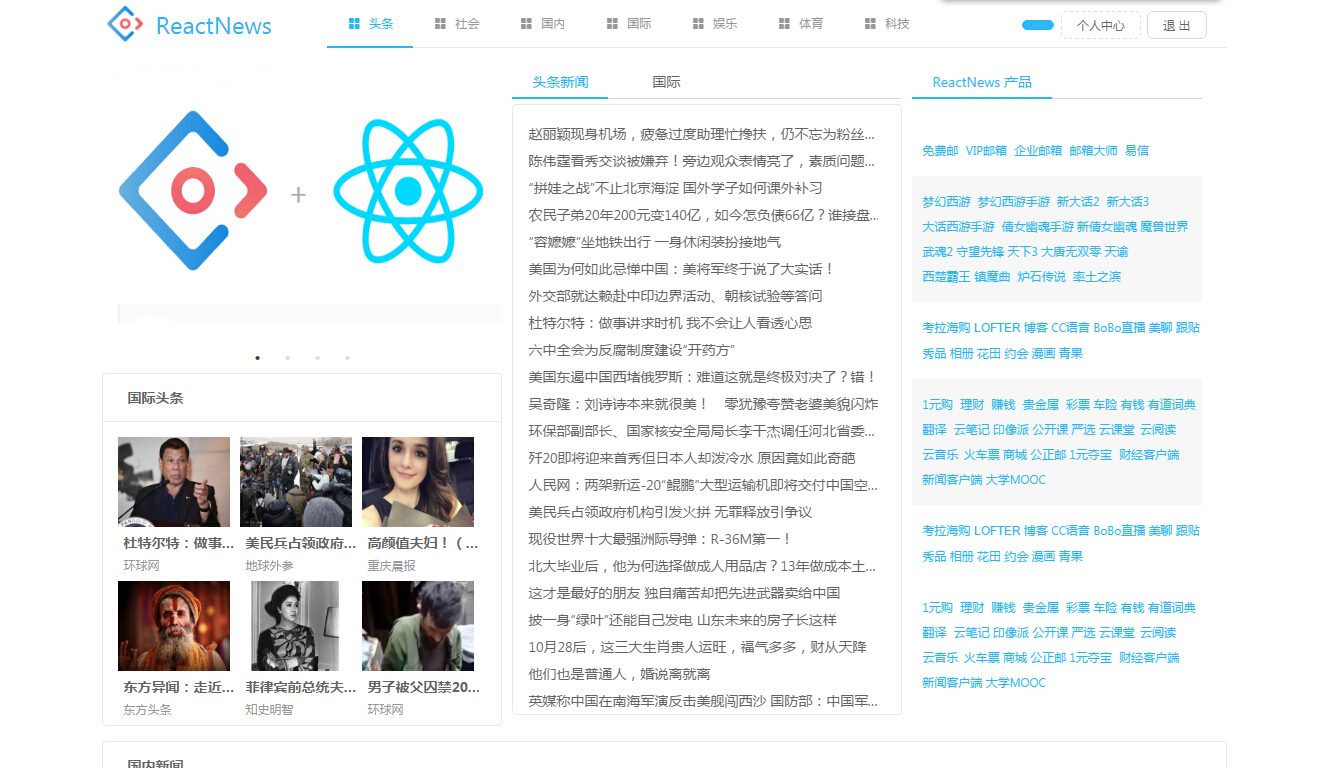 ReactNews
头条 社会 国内 国际 娱乐 体育 科技
个人中心 退 出
+
国际头条
杜特尔特：做事...
环球网
美民兵占领政府...
地球外参
高颜值夫妇！（...
重庆晨报
东方异闻：走近...
东方头条
菲律宾前总统夫...
知史明智
男子被父囚禁20...
环球网
头条新闻 国际
赵丽颖现身机场，疲备过度助理忙搀扶，仍不忘为粉丝...
陈伟霆看秀交谈被嫌弃！旁边观众表情亮了，素质问题...
“拼娃之战”不止北京海淀 国外学子如何课外补习
农民子弟20年200元变140亿，如今怎负债66亿？谁接盘...
“容嬷嬷”坐地铁出行 一身休闲装扮接地气
美国为何如此忌惮中国：美将军终于说了大实话！
外交部就达赖赴中印边界活动、朝核试验等答问
杜特尔特：做事讲求时机 我不会让人看透心思
六中全会为反腐制度建设“开药方”
美国东遏中国西堵俄罗斯：难道这就是终极对决了？错！
吴奇隆：刘诗诗本来就很美！ 零犹豫夸赞老婆美貌闪炸
环保部副部长、国家核安全局局长李干杰调任河北省委...
歼20即将迎来首秀但日本人却泼冷水 原因竟如此奇葩
人民网：两架新运-20“鲲鹏”大型运输机即将交付中国空...
美民兵占领政府机构引发火拼 无罪释放引争议
现役世界十大最强洲际导弹：R-36M第一！
北大毕业后，他为何选择做成人用品店？13年做成本土...
这才是最好的朋友 独自痛苦却把先进武器卖给中国
披一身“绿叶”还能自己发电 山东未来的房子长这样
10月28后，这三大生肖贵人运旺，福气多多，财从天降
他们也是普通人，婚说离就离
英媒称中国在南海军演反击美舰闯西沙 国防部：中国军...
ReactNews 产品
免费邮 VIP邮箱 企业邮箱 邮箱大师 易信
梦幻西游 梦幻西游手游 新大话2 新大话3
大话西游手游 倩女幽魂手游 新倩女幽魂 魔兽世界
武魂2 守望先锋 天下3 大唐无双零 天谕
西楚霸王 镇魔曲 炉石传说 率土之滨
考拉海购 LOFTER 博客 CC语音 BoBo直播 美聊 跟贴
秀品 相册 花田 约会 漫画 青果
1元购 理财 赚钱 贵金属 彩票 车险 有钱 有道词典
翻译 云笔记 印像派 公开课 严选 云课堂 云阅读
云音乐 火车票 商城 公正邮 1元夺宝 财经客户端
新闻客户端 大学MOOC
考拉海购 LOFTER 博客 CC语音 BoBo直播 美聊 跟贴
秀品 相册 花田 约会 漫画 青果
1元购 理财 赚钱 贵金属 彩票 车险 有钱 有道词典
翻译 云笔记 印像派 公开课 严选 云课堂 云阅读
云音乐 火车票 商城 公正邮 1元夺宝 财经客户端
新闻客户端 大学MOOC
国内新闻